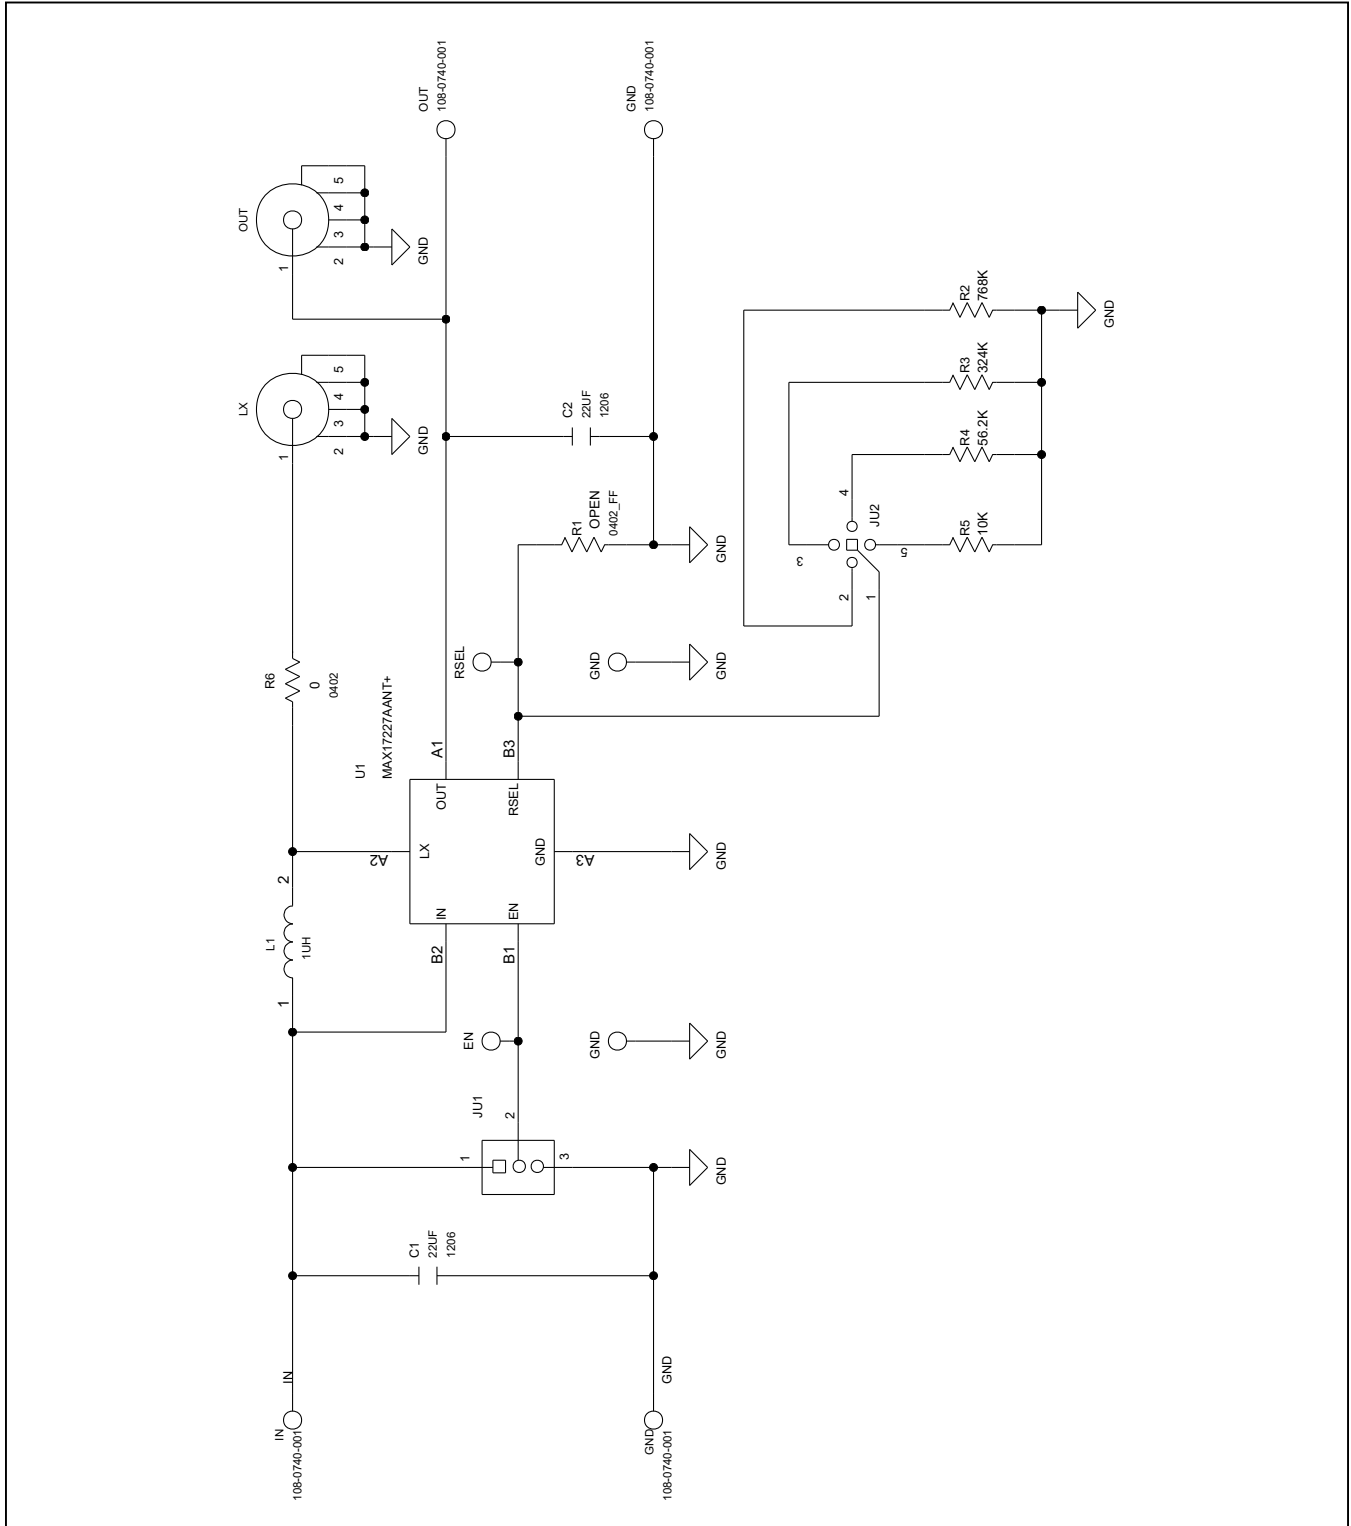 OUT
108-0740-001
GND
108-0740-001
OUT
1
2
3
4
5
GND
LX
1
2
3
4
5
GND
R2
768K
R3
324K
R4
56.2K
R5
10K
GND
C2
22UF
1206
R1
OPEN
0402_FF
GND
JU2
1
2
3
4
5
R6
0
0402
RSEL
GND
GND
U1
MAX17227AANT+
A1
B3
OUT
RSEL
LX
GND
IN
EN
A2
A3
B2
B1
GND
L1
1UH
1
2
EN
GND
GND
JU1
1
2
3
GND
C1
22UF
1206
IN
GND
IN
108-0740-001
GND
108-0740-001